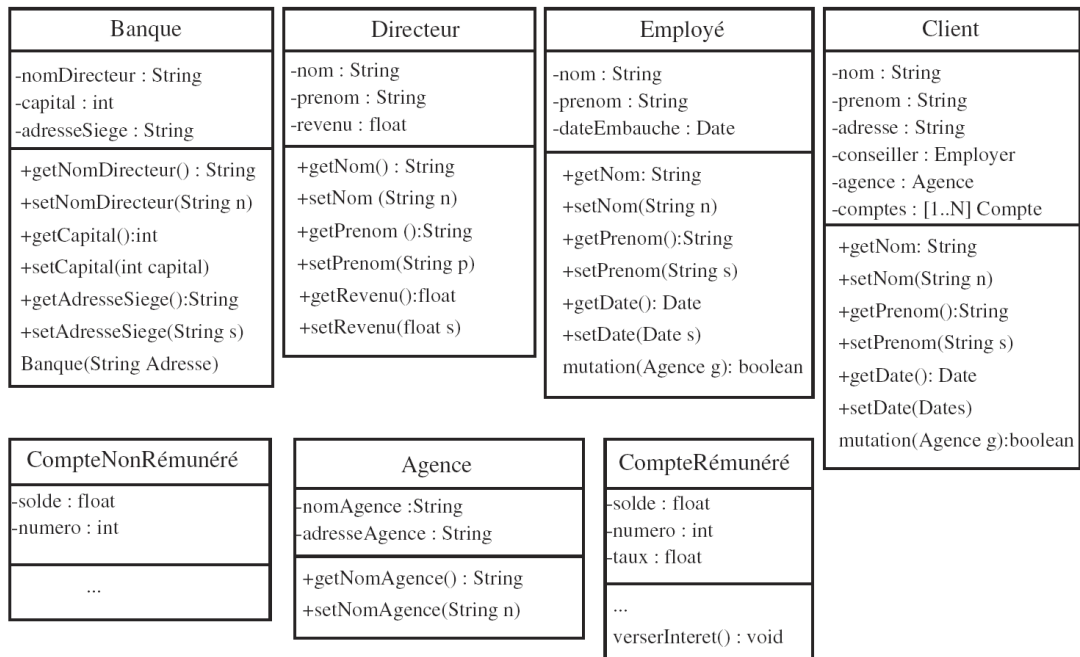 Banque
-nomDirecteur : String
-capital : int
-adresseSiege : String
+getNomDirecteur() : String
+setNomDirecteur(String n)
+getCapital():int
+setCapital(int capital)
+getAdresseSiege():String
+setAdresseSiege(String s)
Banque(String Adresse)
Directeur
-nom : String
-prenom : String
-revenu : float
+getNom() : String
+setNom (String n)
+getPrenom ():String
+setPrenom(String p)
+getRevenu():float
+setRevenu(float s)
Employé
-nom : String
-prenom : String
-dateEmbauche : Date
+getNom: String
+setNom(String n)
+getPrenom():String
+setPrenom(String s)
+getDate(): Date
+setDate(Date s)
mutation(Agence g): boolean
Client
-nom : String
-prenom : String
-adresse : String
-conseiller : Employer
-agence : Agence
-comptes : [1..N] Compte
+getNom: String
+setNom(String n)
+getPrenom():String
+setPrenom(String s)
+getDate(): Date
+setDate(Dates)
mutation(Agence g):boolean
CompteNonRémunéré
-solde : float
-numero : int
...
Agence
-nomAgence :String
-adresseAgence : String
+getNomAgence() : String
+setNomAgence(String n)
CompteRémunéré
-solde : float
-numero : int
-taux : float
...
verserInteret() : void